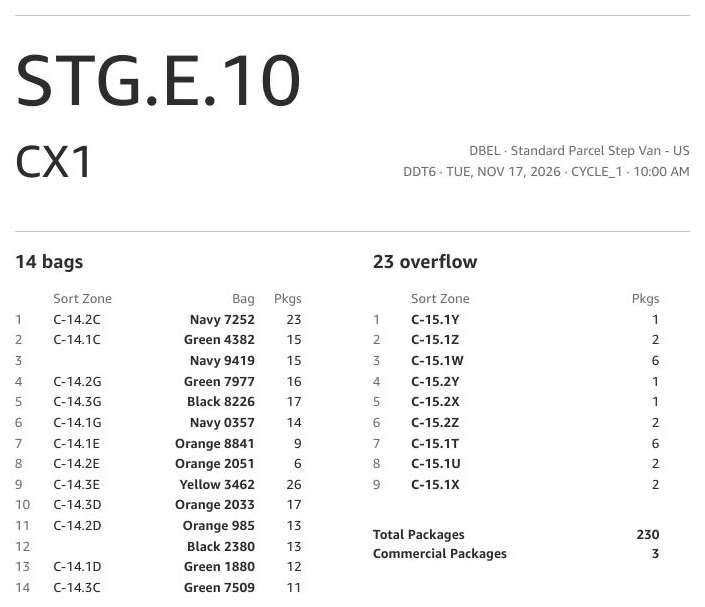 STG.E.10
CX1
DBEL · Standard Parcel Step Van - US
DDT6 · TUE, NOV 17, 2026 · CYCLE_1 · 10:00 AM
14 bags
Sort Zone Bag Pkgs
1 C-14.2C Navy 7252 23
2 C-14.1C Green 4382 15
3 Navy 9419 15
4 C-14.2G Green 7977 16
5 C-14.3G Black 8226 17
6 C-14.1G Navy 0357 14
7 C-14.1E Orange 8841 9
8 C-14.2E Orange 2051 6
9 C-14.3E Yellow 3462 26
10 C-14.3D Orange 2033 17
11 C-14.2D Orange 985 13
12 Black 2380 13
13 C-14.1D Green 1880 12
14 C-14.3C Green 7509 11
23 overflow
Sort Zone Pkgs
1 C-15.1Y 1
2 C-15.1Z 2
3 C-15.1W 6
4 C-15.2Y 1
5 C-15.2X 1
6 C-15.2Z 2
7 C-15.1T 6
8 C-15.1U 2
9 C-15.1X 2
Total Packages 230
Commercial Packages 3